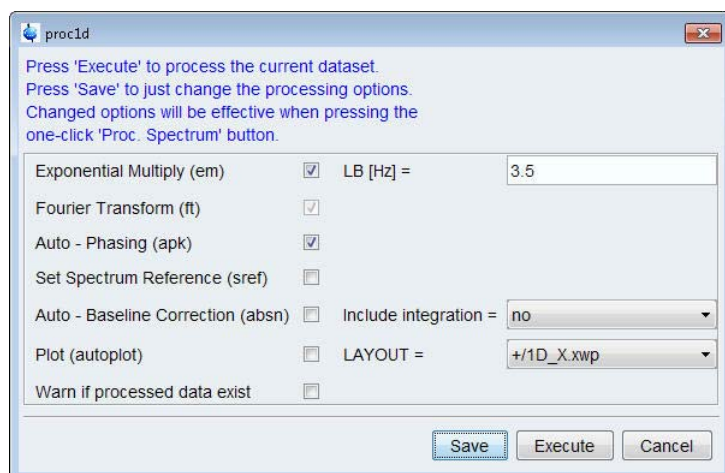 proc1d
Press 'Execute' to process the current dataset.
Press 'Save' to just change the processing options.
Changed options will be effective when pressing the
one-click 'Proc. Spectrum' button.
Exponential Multiply (em) LB [Hz] = 3.5
Fourier Transform (ft)
Auto - Phasing (apk)
Set Spectrum Reference (sref)
Auto - Baseline Correction (absn) Include integration = no
Plot (autoplot) LAYOUT = +/1D_X.xwp
Warn if processed data exist
Save Execute Cancel